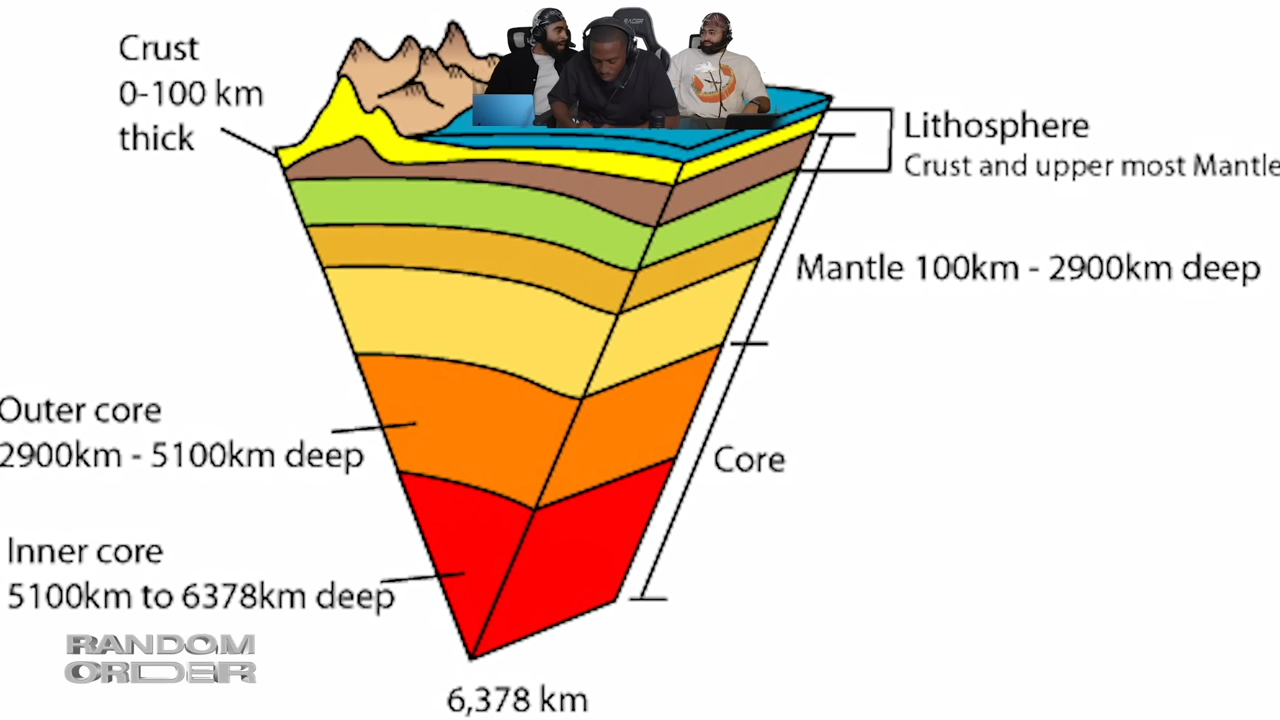 Crust
0-100 km
thick
Lithosphere
Crust and upper most Mantle
Mantle 100km - 2900km deep
Outer core
2900km - 5100km deep
Core
Inner core
5100km to 6378km deep
RANDOM
ORDER
6,378 km